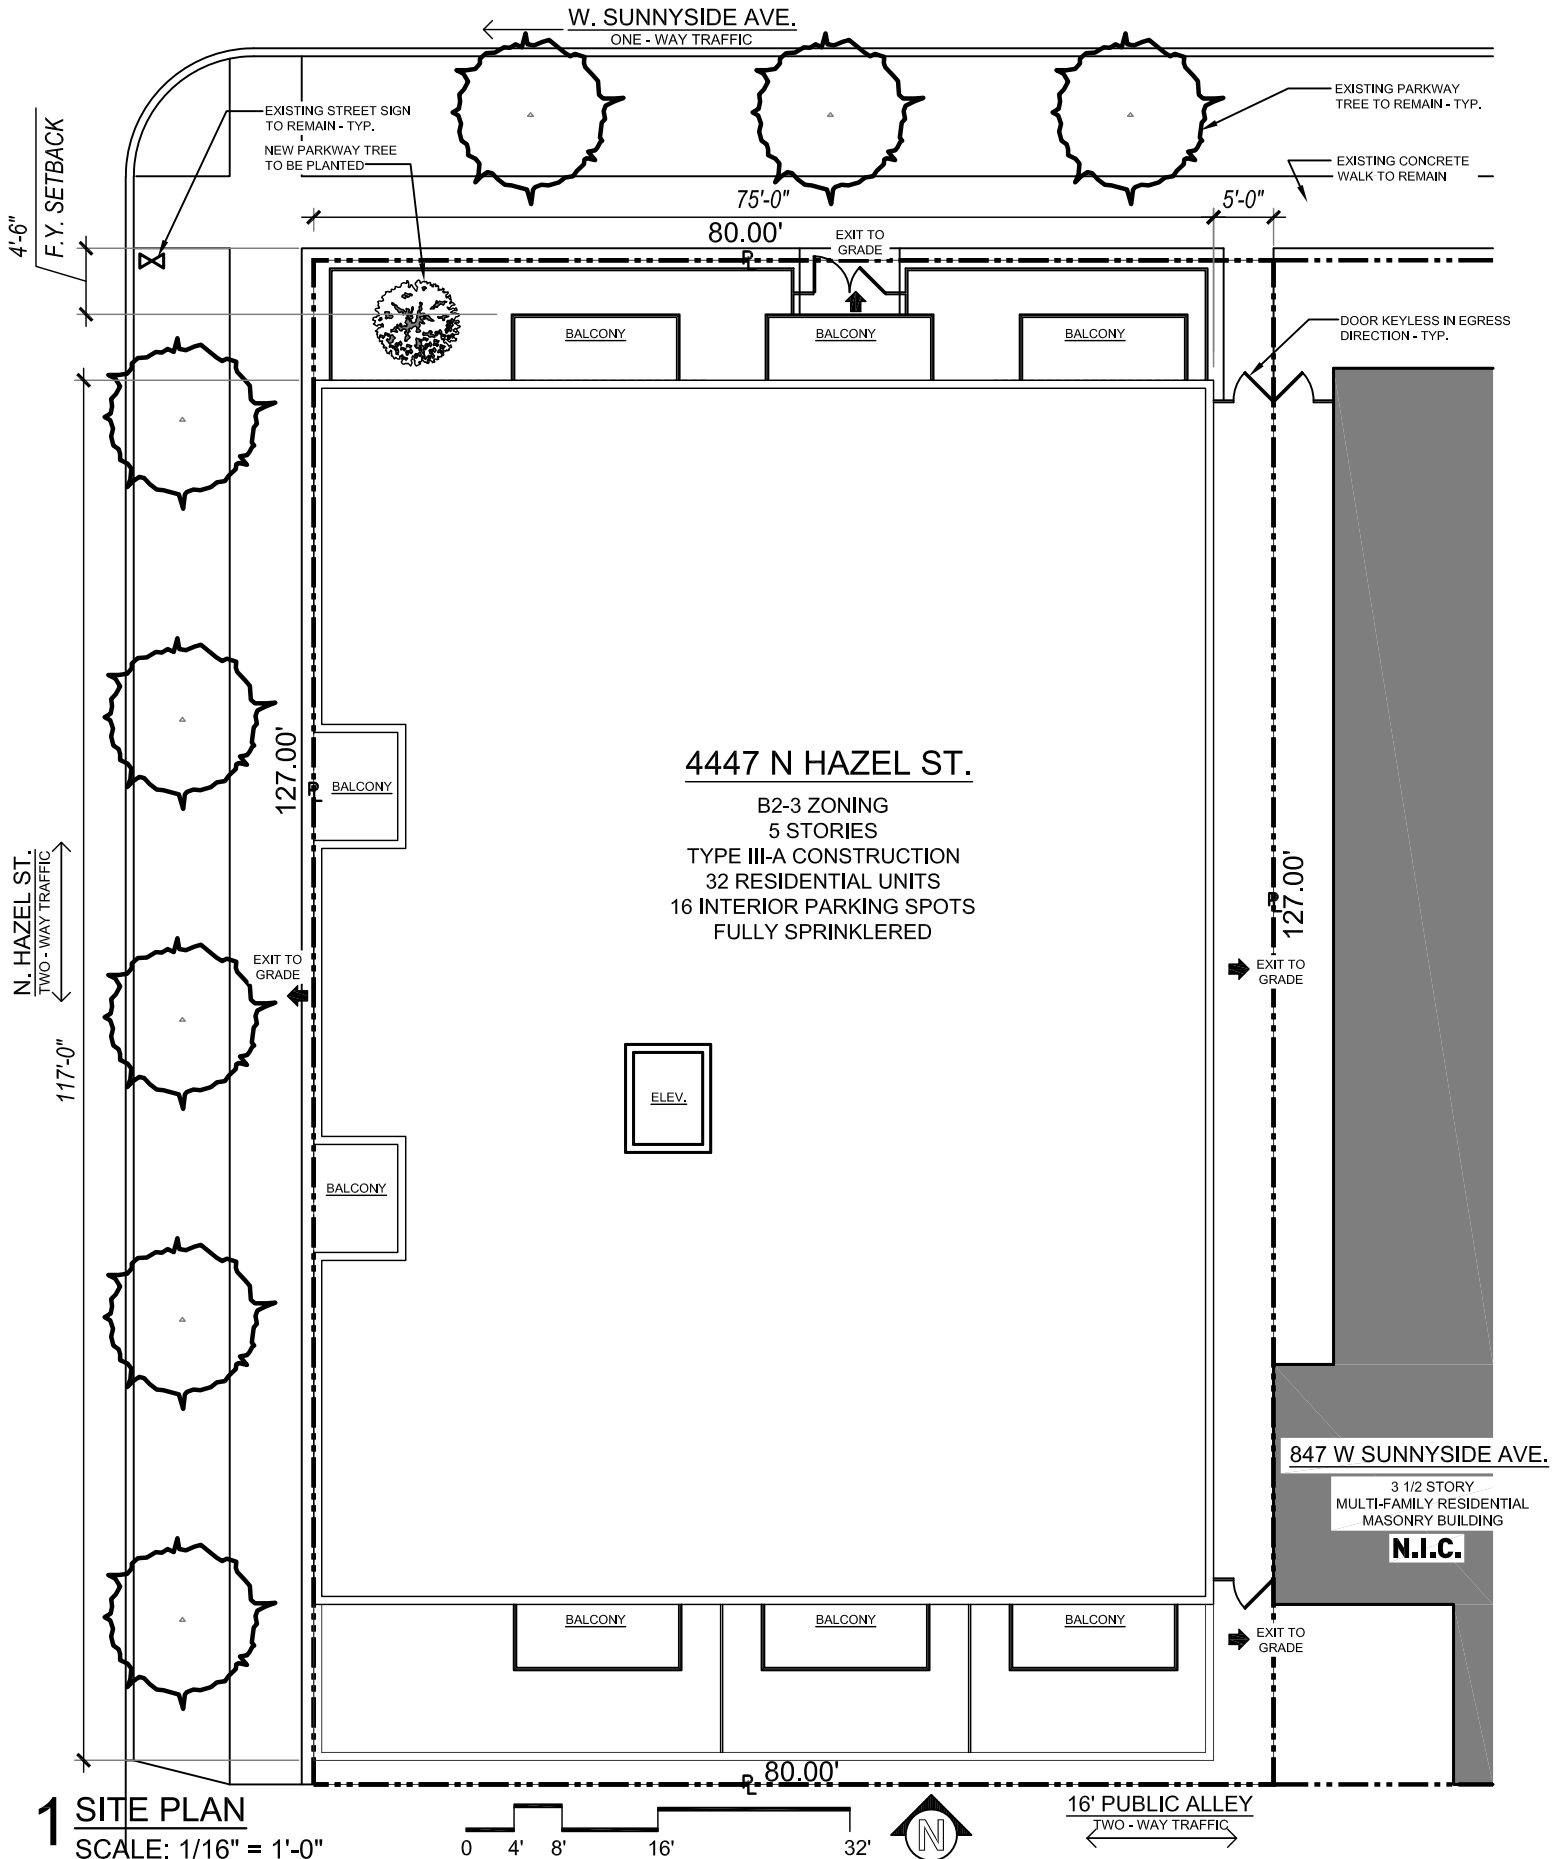 W. SUNNYSIDE AVE.
ONE - WAY TRAFFIC
EXISTING STREET SIGN
TO REMAIN - TYP.
NEW PARKWAY TREE
TO BE PLANTED
EXISTING PARKWAY
TREE TO REMAIN - TYP.
EXISTING CONCRETE
WALK TO REMAIN
4'-6"
F.Y. SETBACK
75'-0"
5'-0"
80.00'
PL
EXIT TO
GRADE
BALCONY
BALCONY
BALCONY
DOOR KEYLESS IN EGRESS
DIRECTION - TYP.
127.00'
PL
BALCONY
4447 N HAZEL ST.
B2-3 ZONING
5 STORIES
TYPE III-A CONSTRUCTION
32 RESIDENTIAL UNITS
16 INTERIOR PARKING SPOTS
FULLY SPRINKLERED
N. HAZEL ST.
TWO - WAY TRAFFIC
PL
127.00'
EXIT TO
GRADE
EXIT TO
GRADE
117'-0"
ELEV.
BALCONY
847 W SUNNYSIDE AVE.
3 1/2 STORY
MULTI-FAMILY RESIDENTIAL
MASONRY BUILDING
N.I.C.
BALCONY
BALCONY
BALCONY
EXIT TO
GRADE
PL
80.00'
1 SITE PLAN
SCALE: 1/16" = 1'-0"
0 4' 8' 16' 32'
N
16' PUBLIC ALLEY
TWO - WAY TRAFFIC